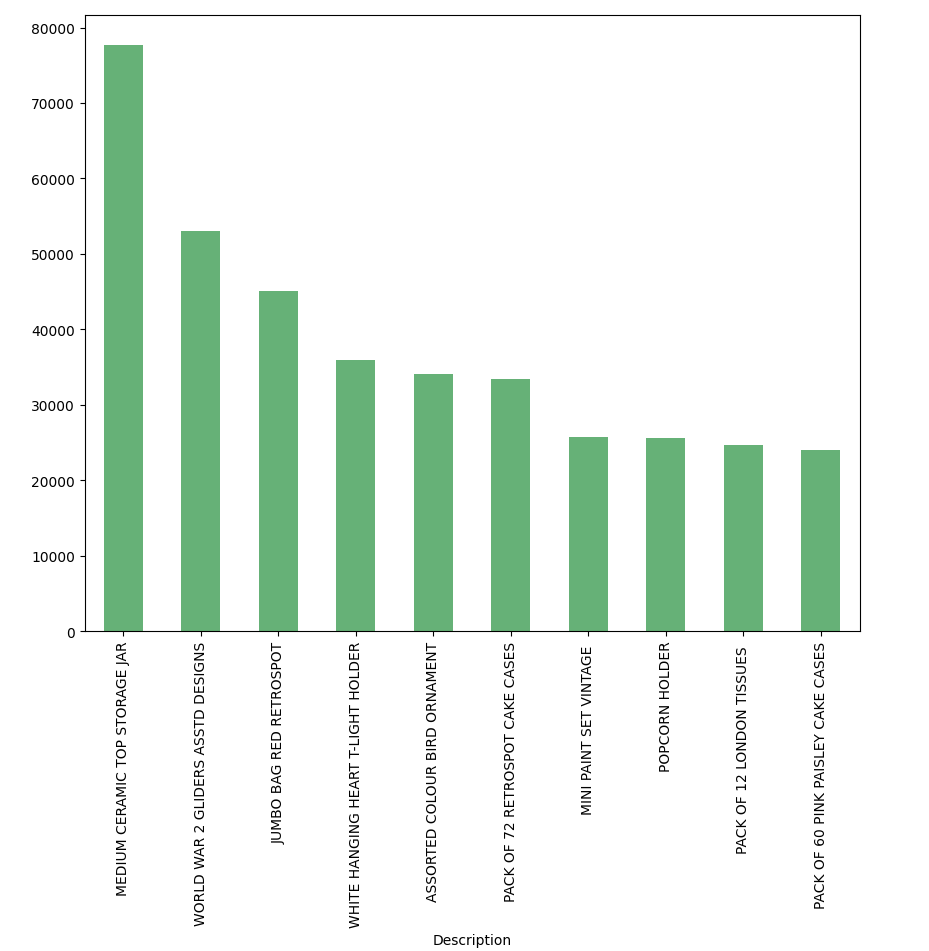 80000
70000
60000
50000
40000
30000
20000
10000
0
MEDIUM CERAMIC TOP STORAGE JAR
WORLD WAR 2 GLIDERS ASSTD DESIGNS
JUMBO BAG RED RETROSPOT
WHITE HANGING HEART T-LIGHT HOLDER
ASSORTED COLOUR BIRD ORNAMENT
PACK OF 72 RETROSPOT CAKE CASES
MINI PAINT SET VINTAGE
POPCORN HOLDER
PACK OF 12 LONDON TISSUES
PACK OF 60 PINK PAISLEY CAKE CASES
Description